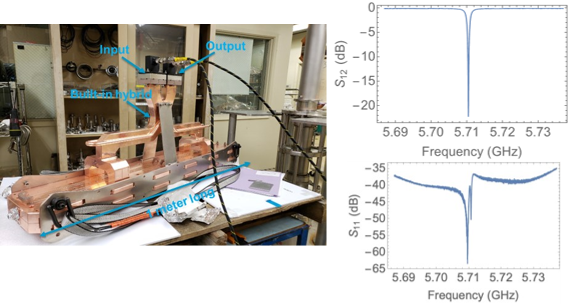 Input
Output
Built-in hybrid
1 meter long
S12 (dB)
0
−5
−10
−15
−20
5.69 5.70 5.71 5.72 5.73
Frequency (GHz)
S11 (dB)
−35
−40
−45
−50
−55
−60
−65
5.69 5.70 5.71 5.72 5.73
Frequency (GHz)